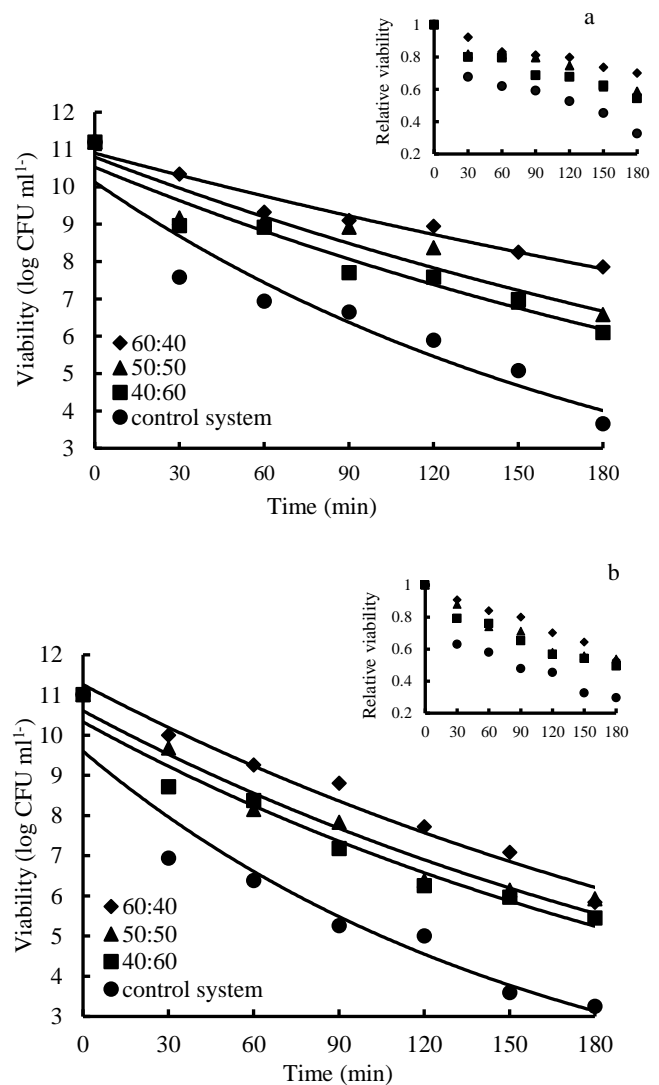 a
1
0.8
0.6
0.4
0.2
Relative viability
0 30 60 90 120 150 180
12
11
10
9
8
7
6
5
4
3
Viability (log CFU ml¹⁻)
60:40
50:50
40:60
control system
0 30 60 90 120 150 180
Time (min)
b
1
0.8
0.6
0.4
0.2
Relative viability
0 30 60 90 120 150 180
12
11
10
9
8
7
6
5
4
3
Viability (log CFU ml¹⁻)
60:40
50:50
40:60
control system
0 30 60 90 120 150 180
Time (min)